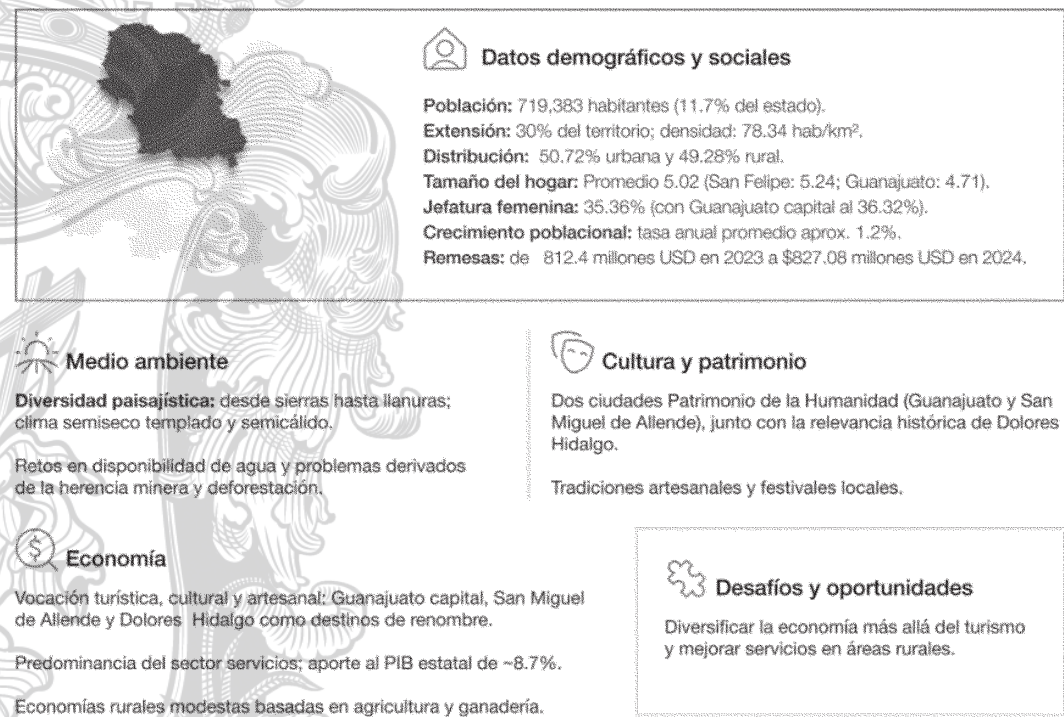 Datos demográficos y sociales
Población: 719,383 habitantes (11.7% del estado).
Extensión: 30% del territorio; densidad: 78.34 hab/km².
Distribución: 50.72% urbana y 49.28% rural.
Tamaño del hogar: Promedio 5.02 (San Felipe: 5.24; Guanajuato: 4.71).
Jefatura femenina: 35.36% (con Guanajuato capital al 36.32%).
Crecimiento poblacional: tasa anual promedio aprox. 1.2%.
Remesas: de 812.4 millones USD en 2023 a $827.08 millones USD en 2024.
Medio ambiente
Diversidad paisajística: desde sierras hasta llanuras;
clima semiseco templado y semicálido.
Retos en disponibilidad de agua y problemas derivados
de la herencia minera y deforestación.
Cultura y patrimonio
Dos ciudades Patrimonio de la Humanidad (Guanajuato y San
Miguel de Allende), junto con la relevancia histórica de Dolores
Hidalgo.
Tradiciones artesanales y festivales locales.
Economía
Vocación turística, cultural y artesanal: Guanajuato capital, San Miguel
de Allende y Dolores Hidalgo como destinos de renombre.
Predominancia del sector servicios; aporte al PIB estatal de ~8.7%.
Economías rurales modestas basadas en agricultura y ganadería.
Desafíos y oportunidades
Diversificar la economía más allá del turismo
y mejorar servicios en áreas rurales.